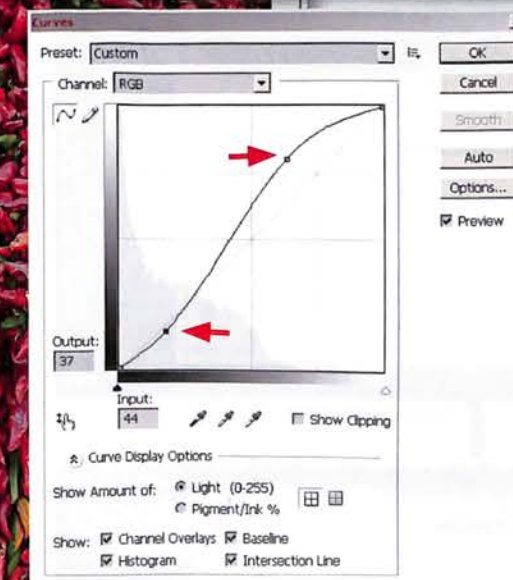 Curves
Preset: Custom
OK
Channel: RGB
Cancel
Smooth
Auto
Options...
Preview
Output:
37
Input:
44
Show Clipping
Curve Display Options
Show Amount of: Light (0-255)
Pigment/Ink %
Show: Channel Overlays Baseline
Histogram Intersection Line